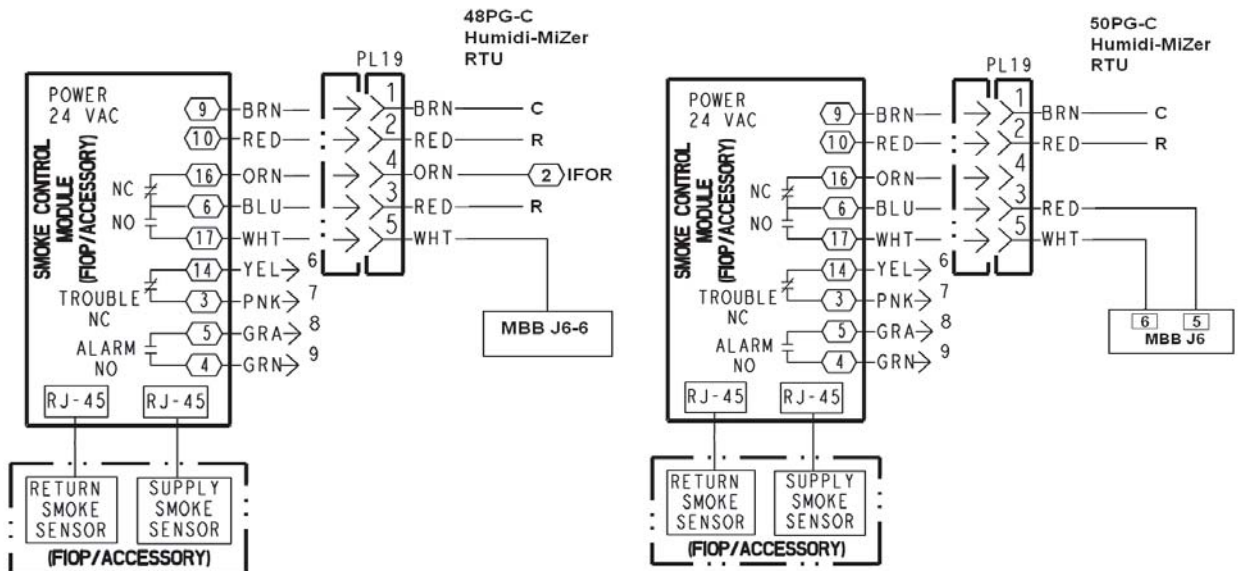 48PG-C
Humidi-MiZer
RTU
PL19
POWER
24 VAC
SMOKE CONTROL
MODULE
(FIOP/ACCESSORY)
9 BRN 1 BRN C
10 RED 2 RED R
NC 16 ORN 4 ORN 2 IFOR
6 BLU 3 RED R
NO 17 WHT 5 WHT
14 YEL 6
TROUBLE
NC
3 PNK 7
5 GRA 8
ALARM
NO
4 GRN 9
MBB J6-6
RJ-45 RJ-45
RETURN
SMOKE
SENSOR
SUPPLY
SMOKE
SENSOR
(FIOP/ACCESSORY)
50PG-C
Humidi-MiZer
RTU
PL19
POWER
24 VAC
SMOKE CONTROL
MODULE
(FIOP/ACCESSORY)
9 BRN 1 BRN C
10 RED 2 RED R
NC 16 ORN 4
6 BLU 3 RED
NO 17 WHT 5 WHT
14 YEL 6
TROUBLE
NC
3 PNK 7
5 GRA 8
ALARM
NO
4 GRN 9
6 5
MBB J6
RJ-45 RJ-45
RETURN
SMOKE
SENSOR
SUPPLY
SMOKE
SENSOR
(FIOP/ACCESSORY)